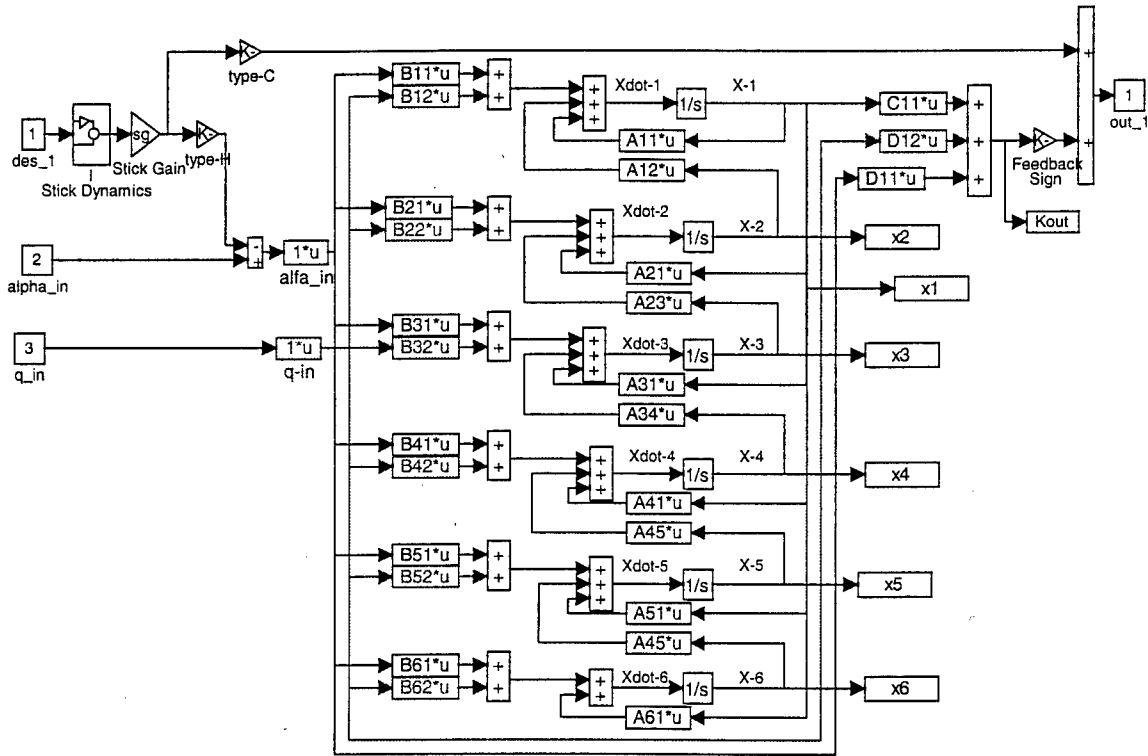 K-
type-C
1
des_1
Stick Dynamics
sg
Stick Gain
K-
type-H
2
alpha_in
-
+
1*u
alfa_in
3
q_in
1*u
q-in
B11*u
B12*u
+
+
+
+
+
Xdot-1
1/s
X-1
A11*u
A12*u
B21*u
B22*u
+
+
+
+
+
Xdot-2
1/s
X-2
A21*u
A23*u
B31*u
B32*u
+
+
+
+
+
Xdot-3
1/s
X-3
A31*u
A34*u
B41*u
B42*u
+
+
+
+
+
Xdot-4
1/s
X-4
A41*u
A45*u
B51*u
B52*u
+
+
+
+
+
Xdot-5
1/s
X-5
A51*u
A45*u
B61*u
B62*u
+
+
+
+
Xdot-6
1/s
X-6
A61*u
C11*u
D12*u
D11*u
+
+
+
K-
Feedback
Sign
Kout
+
+
1
out_1
x2
x1
x3
x4
x5
x6